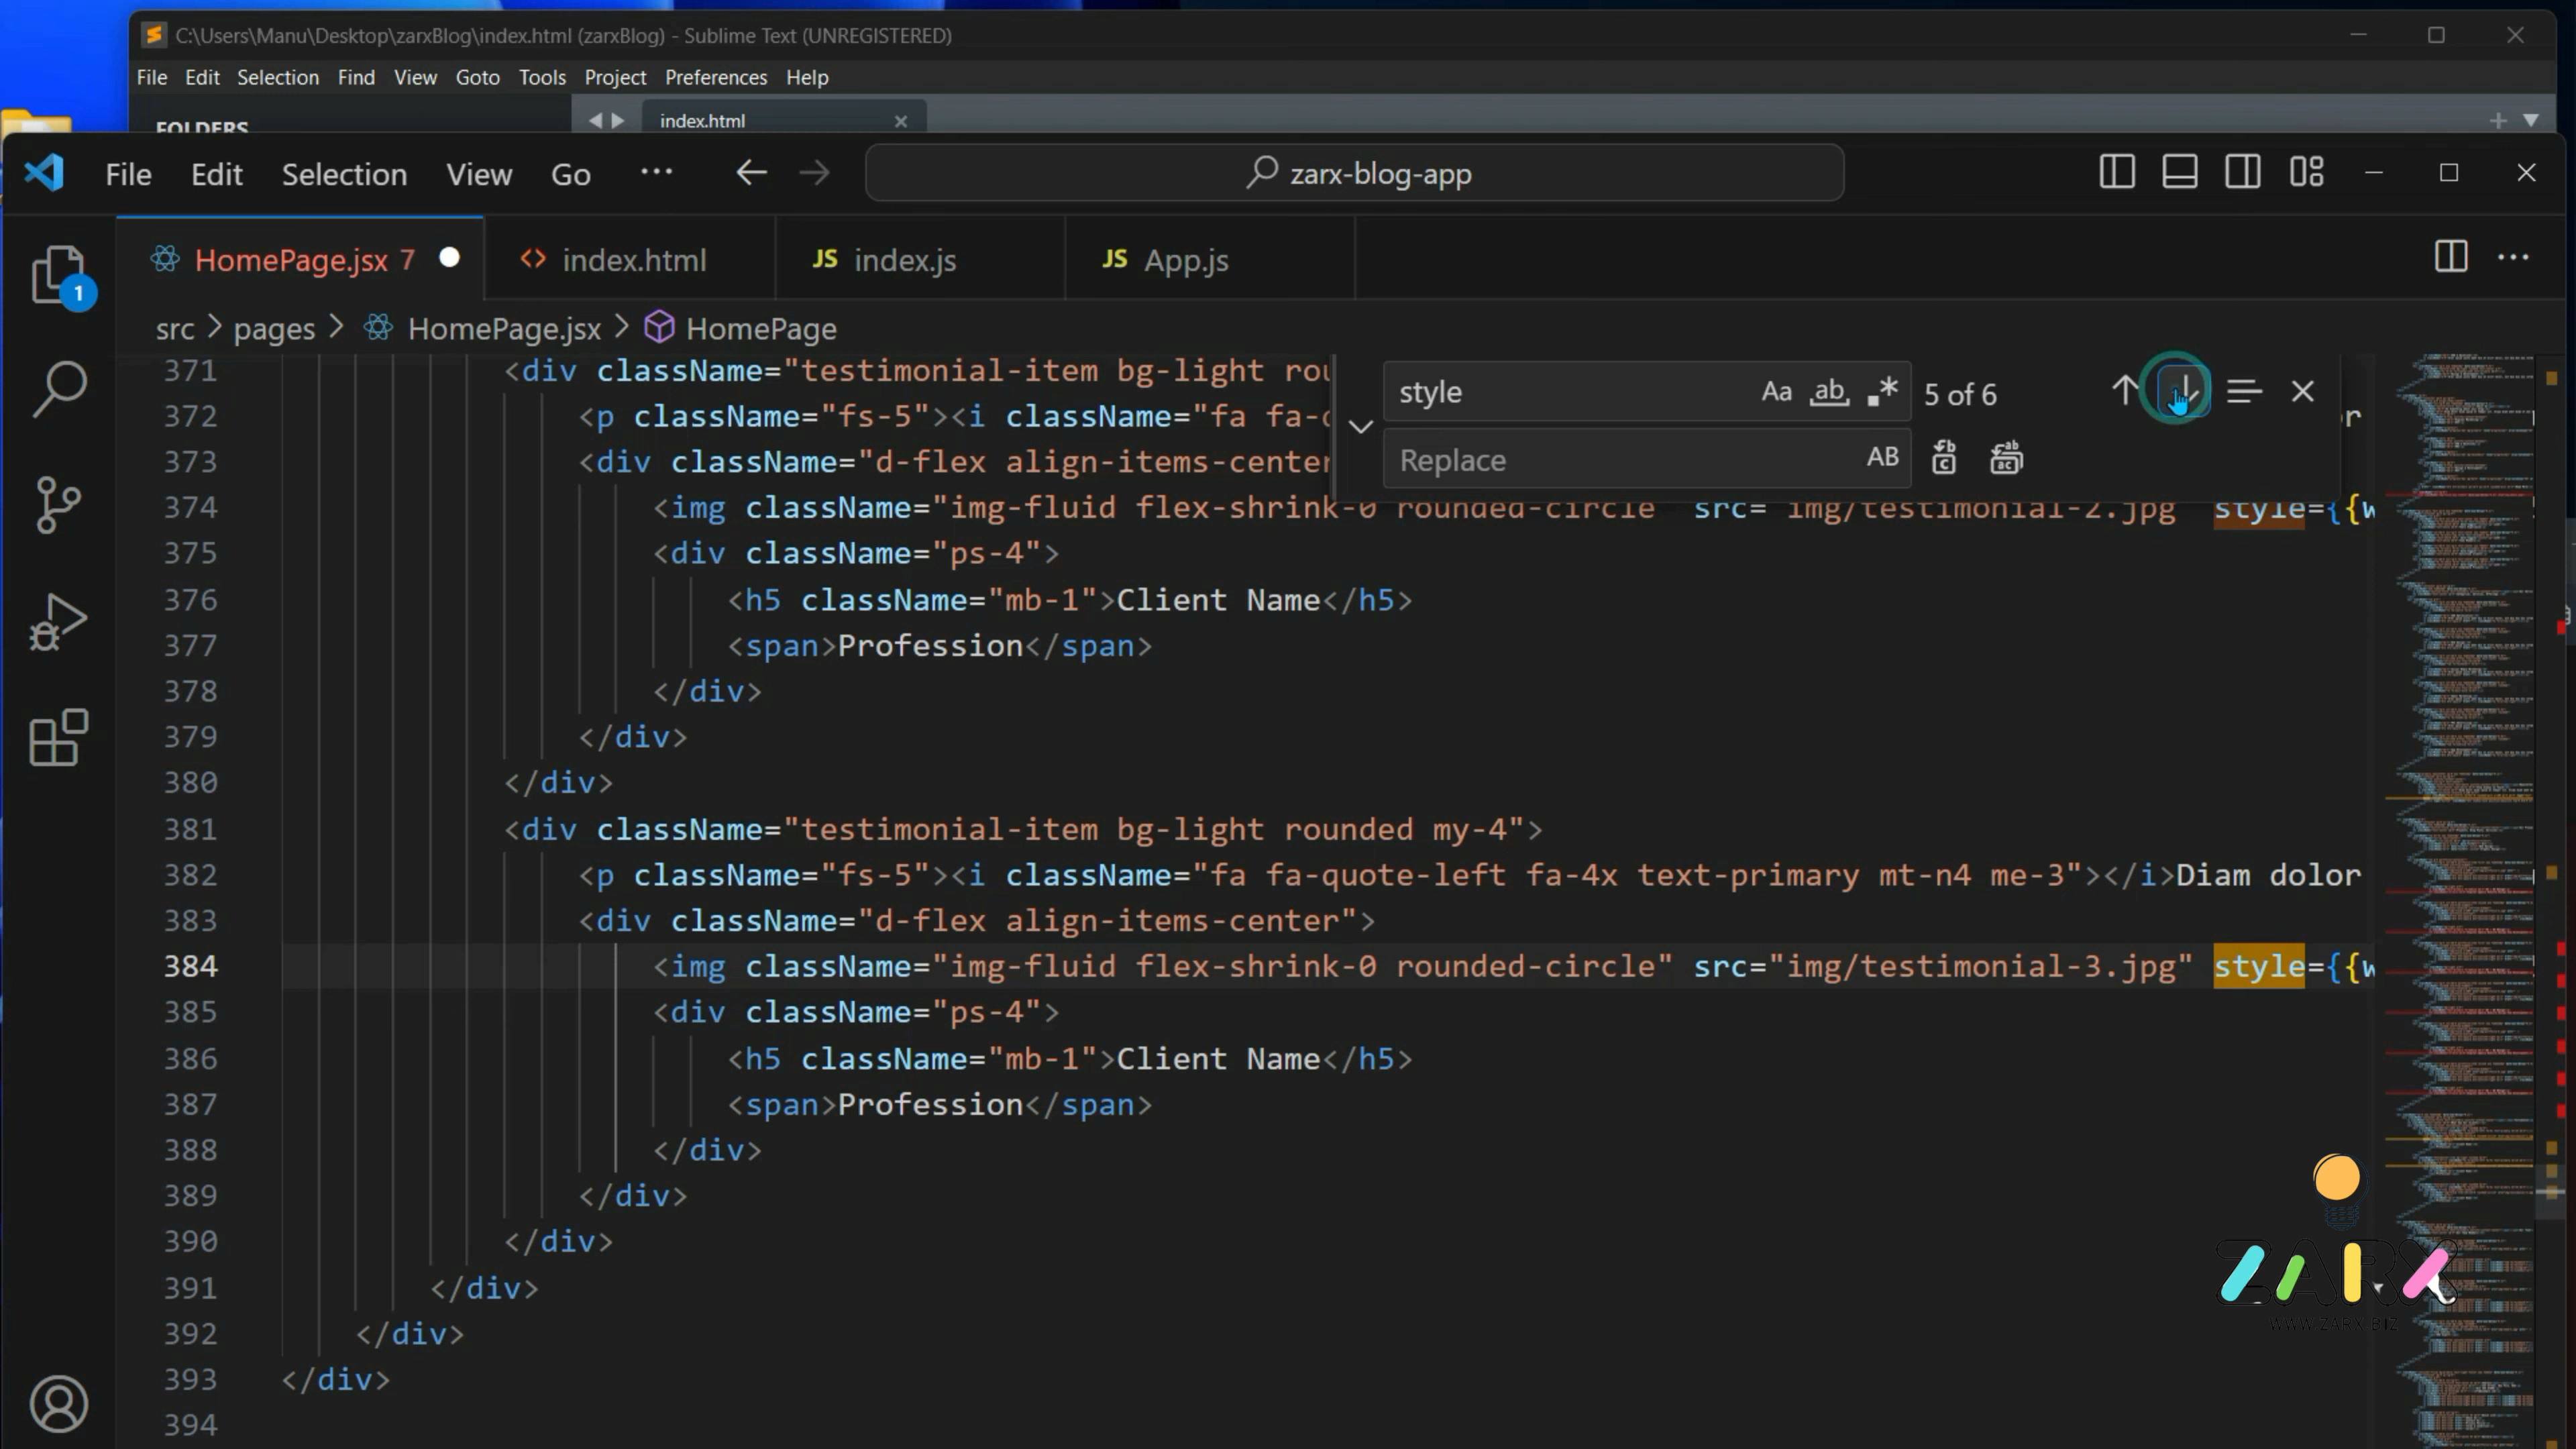 C:\Users\Manu\Desktop\zarxBlog\index.html (zarxBlog) - Sublime Text (UNREGISTERED)
File Edit Selection Find View Goto Tools Project Preferences Help
FOLDERS
index.html
File Edit Selection View Go ··· zarx-blog-app
1
HomePage.jsx 7
<> index.html
JS index.js
JS App.js
src > pages > HomePage.jsx > HomePage
style Aa ab .* 5 of 6
Replace AB
371 <div className="testimonial-item bg-light rou
372 <p className="fs-5"><i className="fa fa-q
373 <div className="d-flex align-items-center
374 <img className="img-fluid flex-shrink-0 rounded-circle" src="img/testimonial-2.jpg" style={{w
375 <div className="ps-4">
376 <h5 className="mb-1">Client Name</h5>
377 <span>Profession</span>
378 </div>
379 </div>
380 </div>
381 <div className="testimonial-item bg-light rounded my-4">
382 <p className="fs-5"><i className="fa fa-quote-left fa-4x text-primary mt-n4 me-3"></i>Diam dolor
383 <div className="d-flex align-items-center">
384 <img className="img-fluid flex-shrink-0 rounded-circle" src="img/testimonial-3.jpg" style={{w
385 <div className="ps-4">
386 <h5 className="mb-1">Client Name</h5>
387 <span>Profession</span>
388 </div>
389 </div>
390 </div>
391 </div>
392 </div>
393 </div>
394
ZARX
WWW.ZARX.BIZ